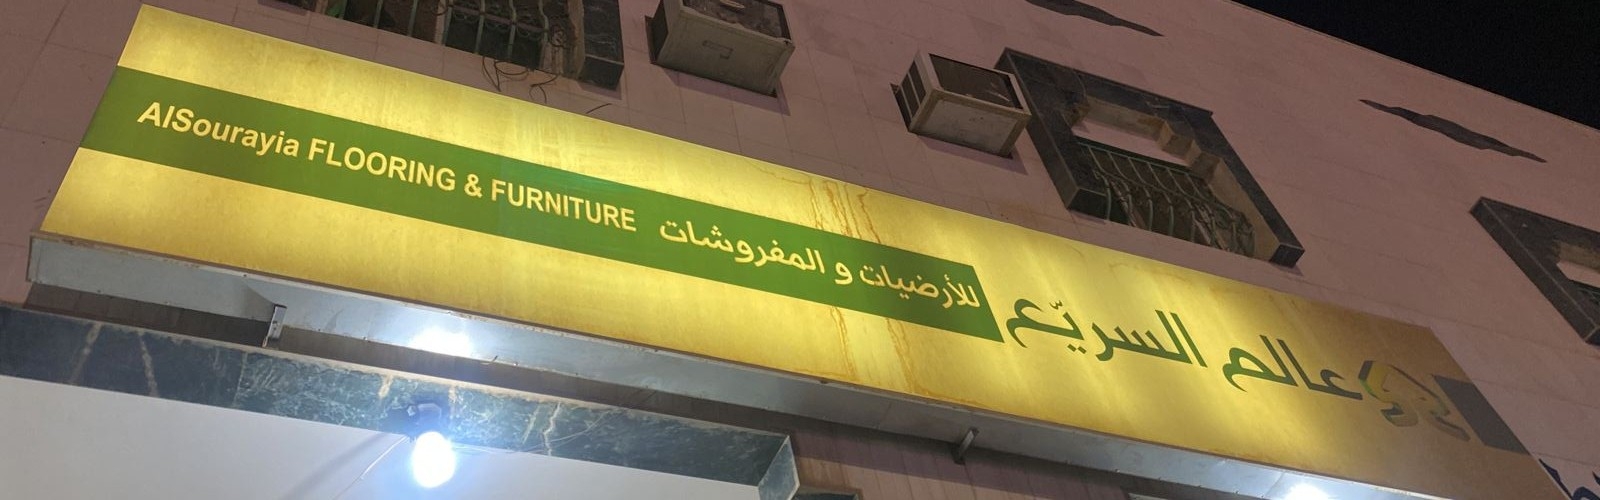 عالم السريّع
للأرضيات و المفروشات
AlSourayia FLOORING & FURNITURE